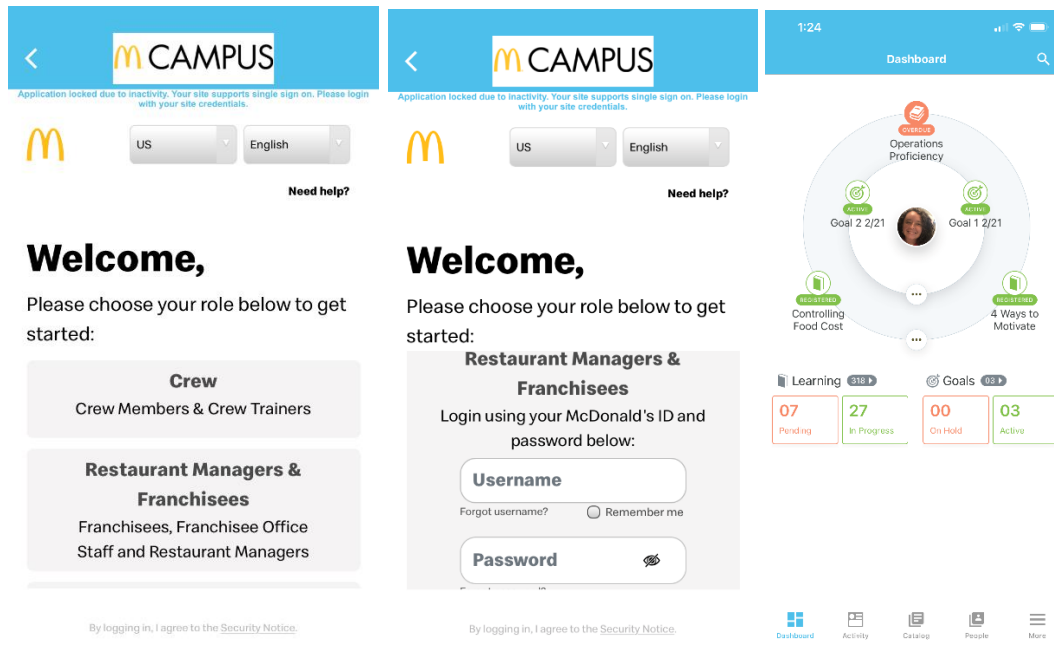 CAMPUS
Application locked due to inactivity. Your site supports single sign on. Please login
with your site credentials.
US
English
Need help?
Welcome,
Please choose your role below to get
started:
Crew
Crew Members & Crew Trainers
Restaurant Managers &
Franchisees
Franchisees, Franchisee Office
Staff and Restaurant Managers
By logging in, I agree to the Security Notice.
CAMPUS
Application locked due to inactivity. Your site supports single sign on. Please login
with your site credentials.
US
English
Need help?
Welcome,
Please choose your role below to get
started:
Restaurant Managers &
Franchisees
Login using your McDonald's ID and
password below:
Username
Forgot username?
Remember me
Password
By logging in, I agree to the Security Notice.
1:24
Dashboard
OVERDUE
Operations
Proficiency
ACTIVE
Goal 2 2/21
ACTIVE
Goal 1 2/21
REGISTERED
Controlling
Food Cost
REGISTERED
4 Ways to
Motivate
Learning 318
Goals 03
07
Pending
27
In Progress
00
On Hold
03
Active
Dashboard
Activity
Catalog
People
More